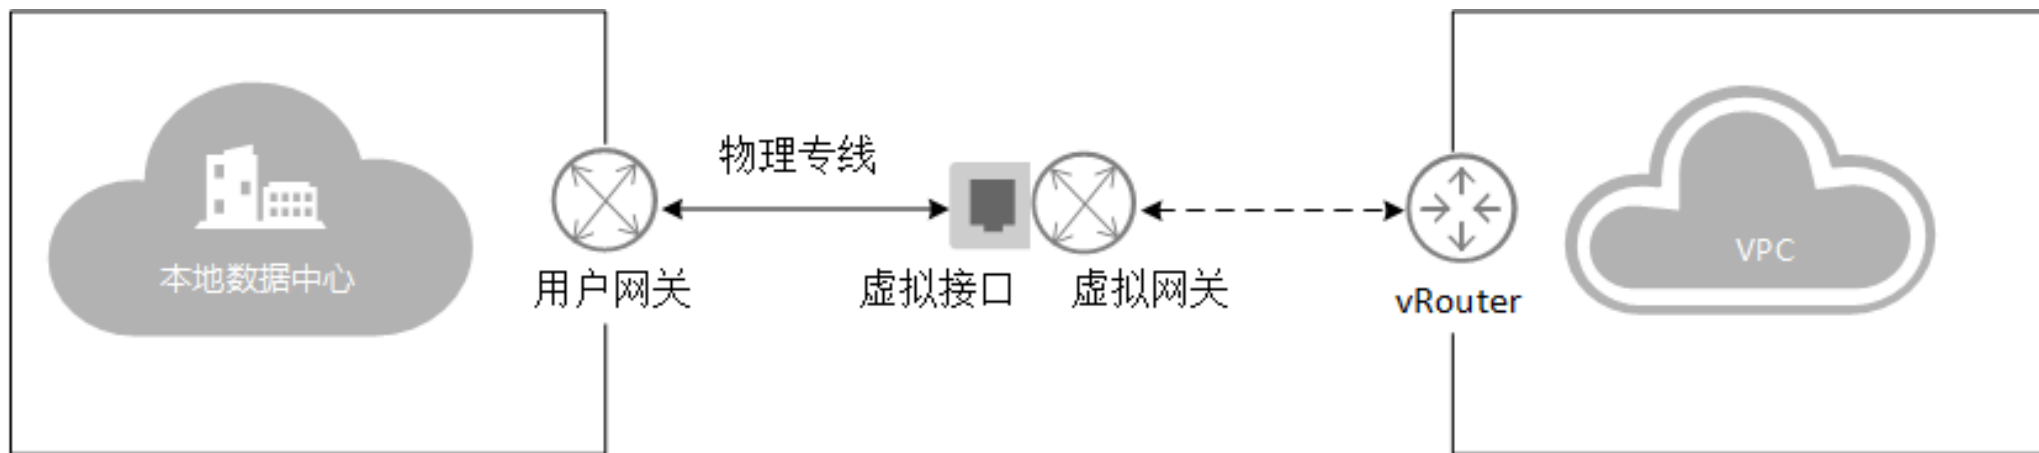 物理专线
本地数据中心
用户网关
虚拟接口
虚拟网关
vRouter
VPC